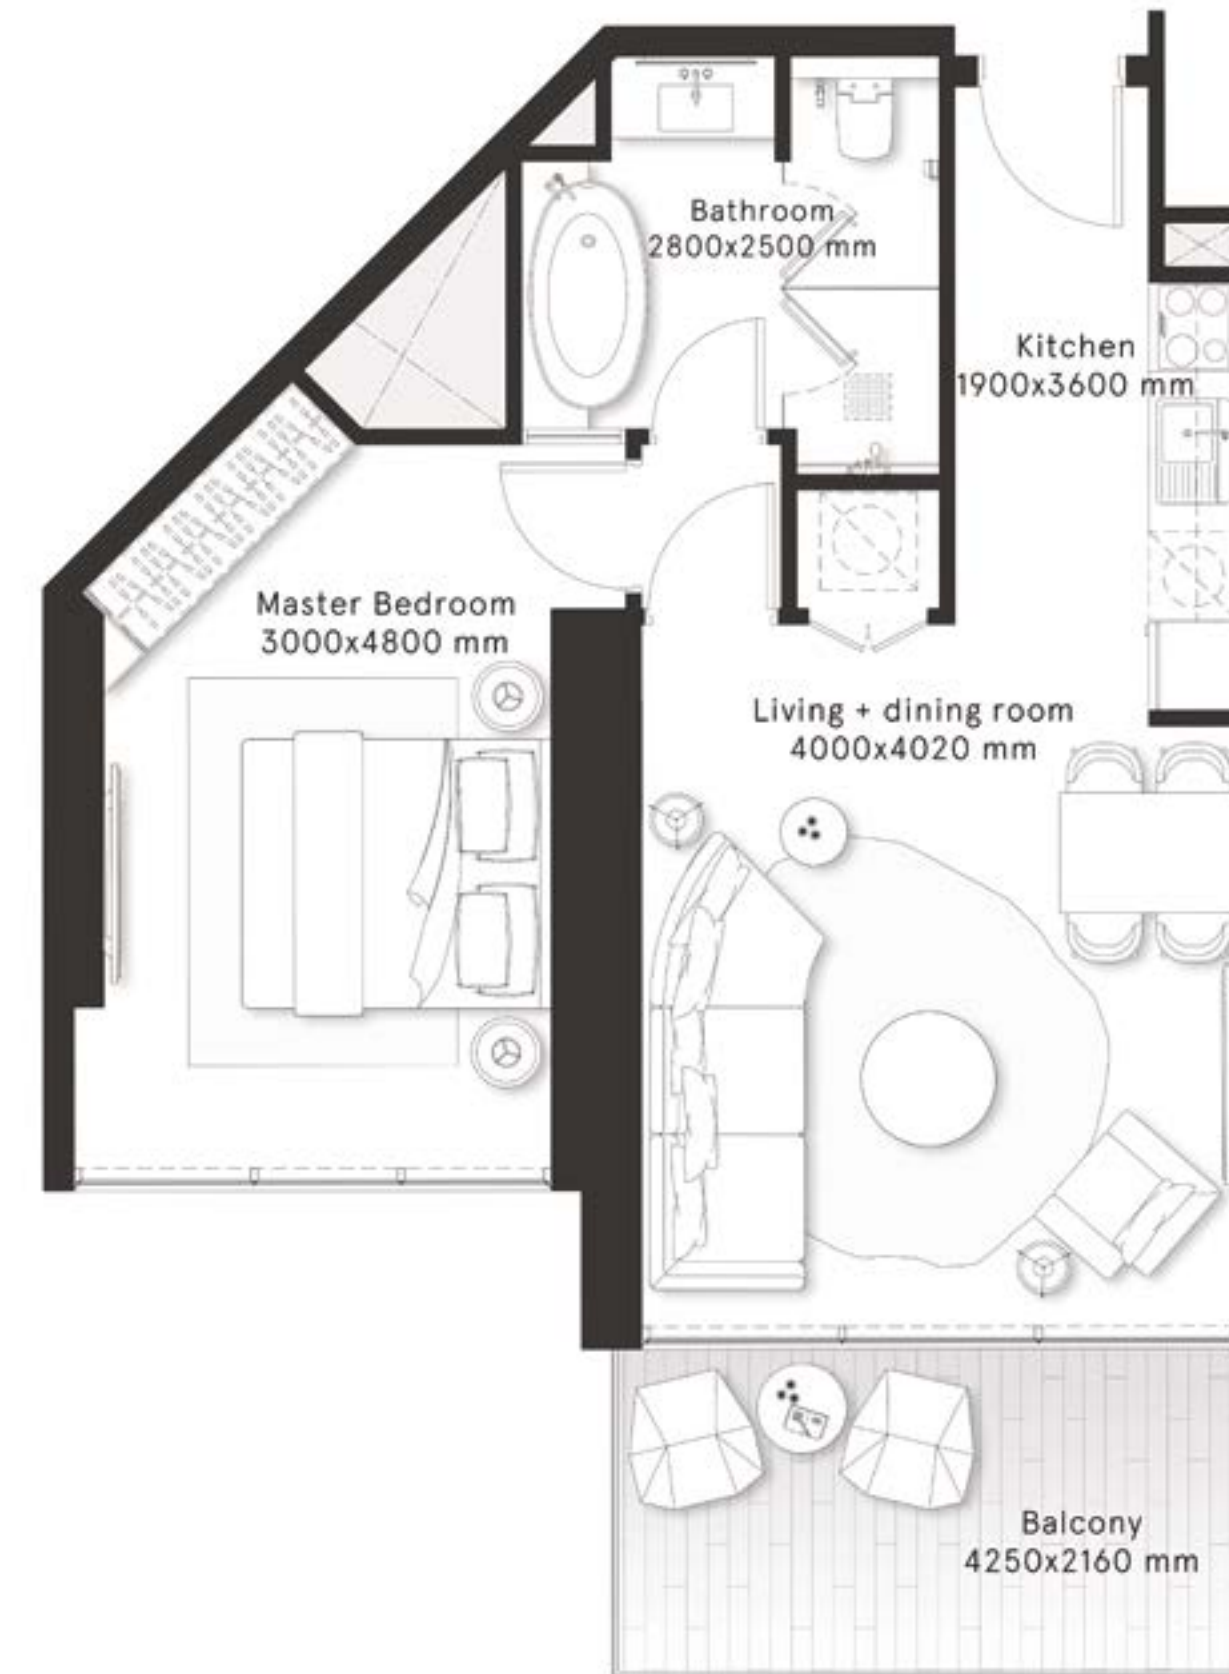 Bathroom
2800x2500 mm
Kitchen
1900x3600 mm
Master Bedroom
3000x4800 mm
Living + dining room
4000x4020 mm
Balcony
4250x2160 mm